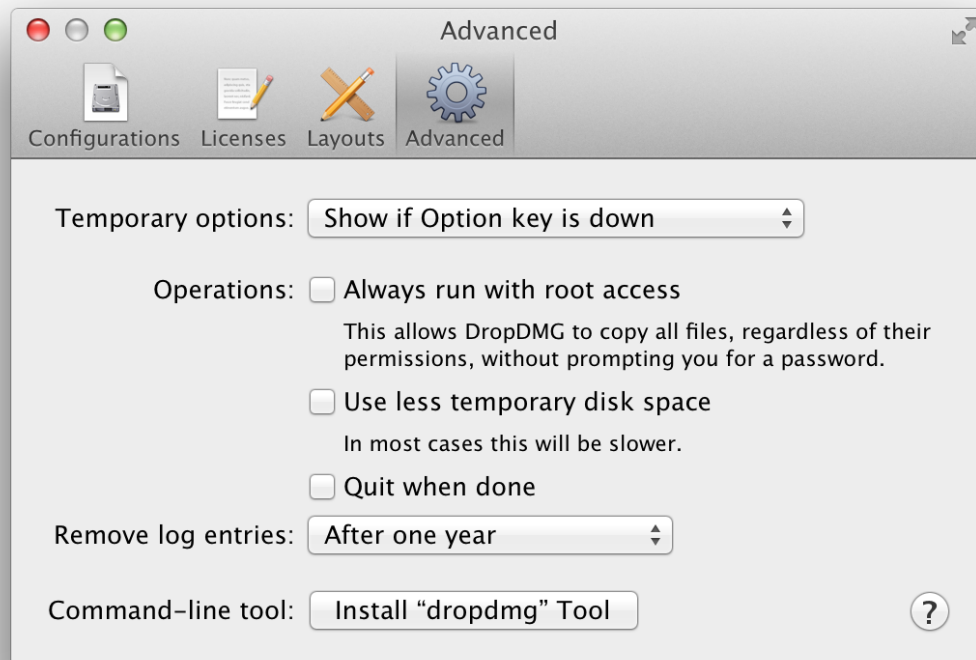 Advanced
Configurations Licenses Layouts Advanced
Temporary options: Show if Option key is down
Operations: Always run with root access
This allows DropDMG to copy all files, regardless of their
permissions, without prompting you for a password.
Use less temporary disk space
In most cases this will be slower.
Quit when done
Remove log entries: After one year
Command-line tool: Install “dropdmg” Tool ?